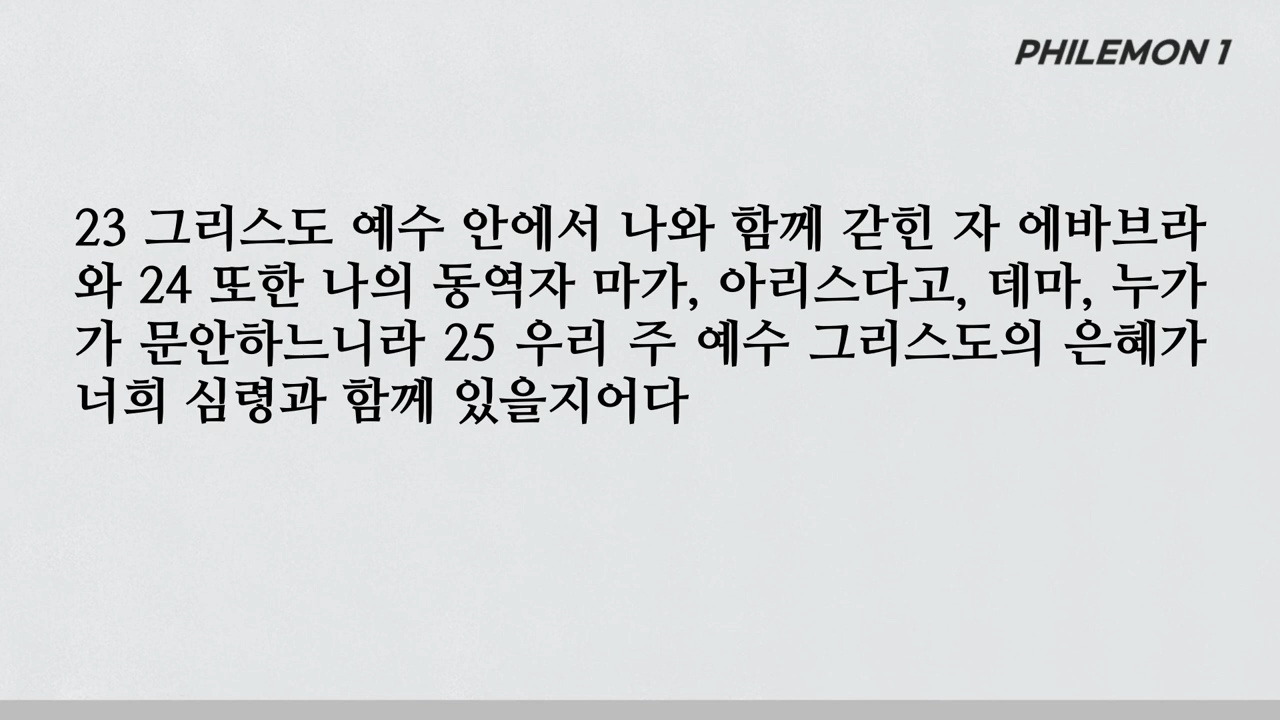 PHILEMON 1
23 그리스도 예수 안에서 나와 함께 갇힌 자 에바브라
와 24 또한 나의 동역자 마가, 아리스다고, 데마, 누가
가 문안하느니라 25 우리 주 예수 그리스도의 은혜가
너희 심령과 함께 있을지어다